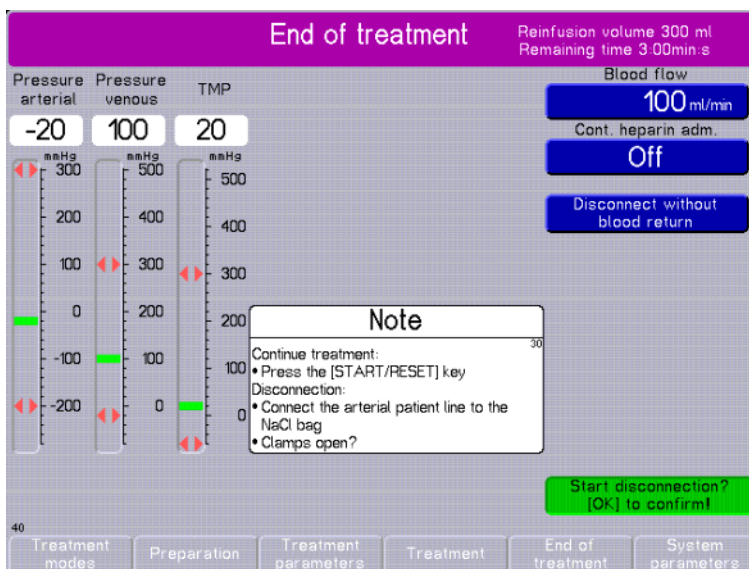 End of treatment
Reinfusion volume 300 ml
Remaining time 3:00min:s
Pressure arterial
Pressure venous
TMP
-20
100
20
mmHg
mmHg
mmHg
300
200
100
0
-100
-200
500
400
300
200
100
0
500
400
300
200
100
0
Blood flow
100 ml/min
Cont. heparin adm.
Off
Disconnect without
blood return
Note
30
Continue treatment:
• Press the [START/RESET] key
Disconnection:
• Connect the arterial patient line to the
NaCl bag
• Clamps open?
Start disconnection?
[OK] to confirm!
40
Treatment
modes
Preparation
Treatment
parameters
Treatment
End of
treatment
System
parameters